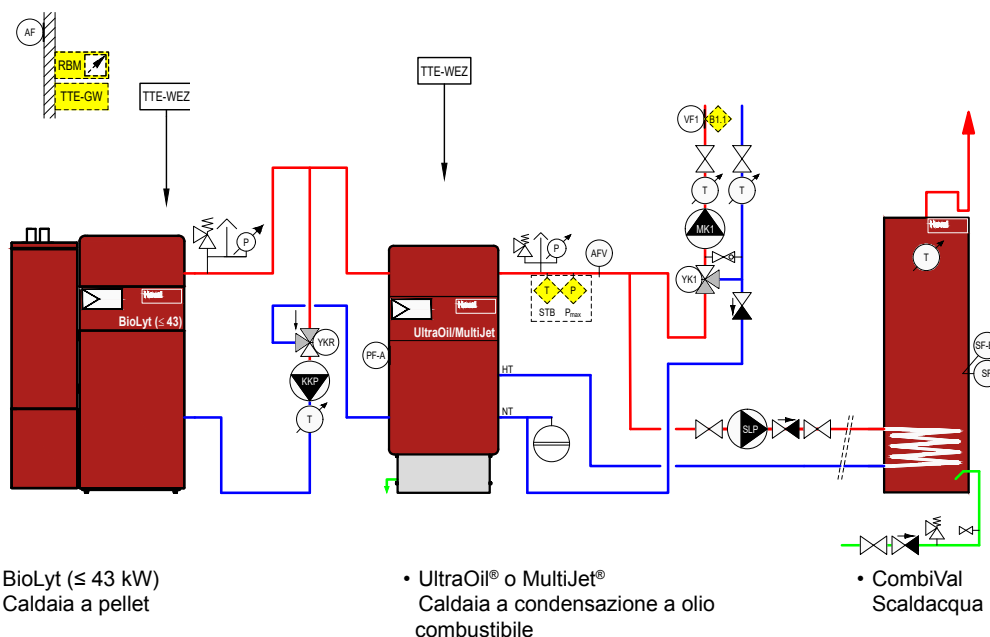 AF
RBM
TTE-GW
TTE-WEZ
TTE-WEZ
VF1
B1.1
T
T
MK1
P
P
AFV
YK1
T
P
STB
Pmax
BioLyt (≤ 43)
UltraOil/MultiJet
YKR
PF-A
KKP
HT
T
NT
SLP
T
SF-
SF
BioLyt (≤ 43 kW)
Caldaia a pellet
• UltraOil® o MultiJet®
Caldaia a condensazione a olio
combustibile
• CombiVal
Scaldacqua